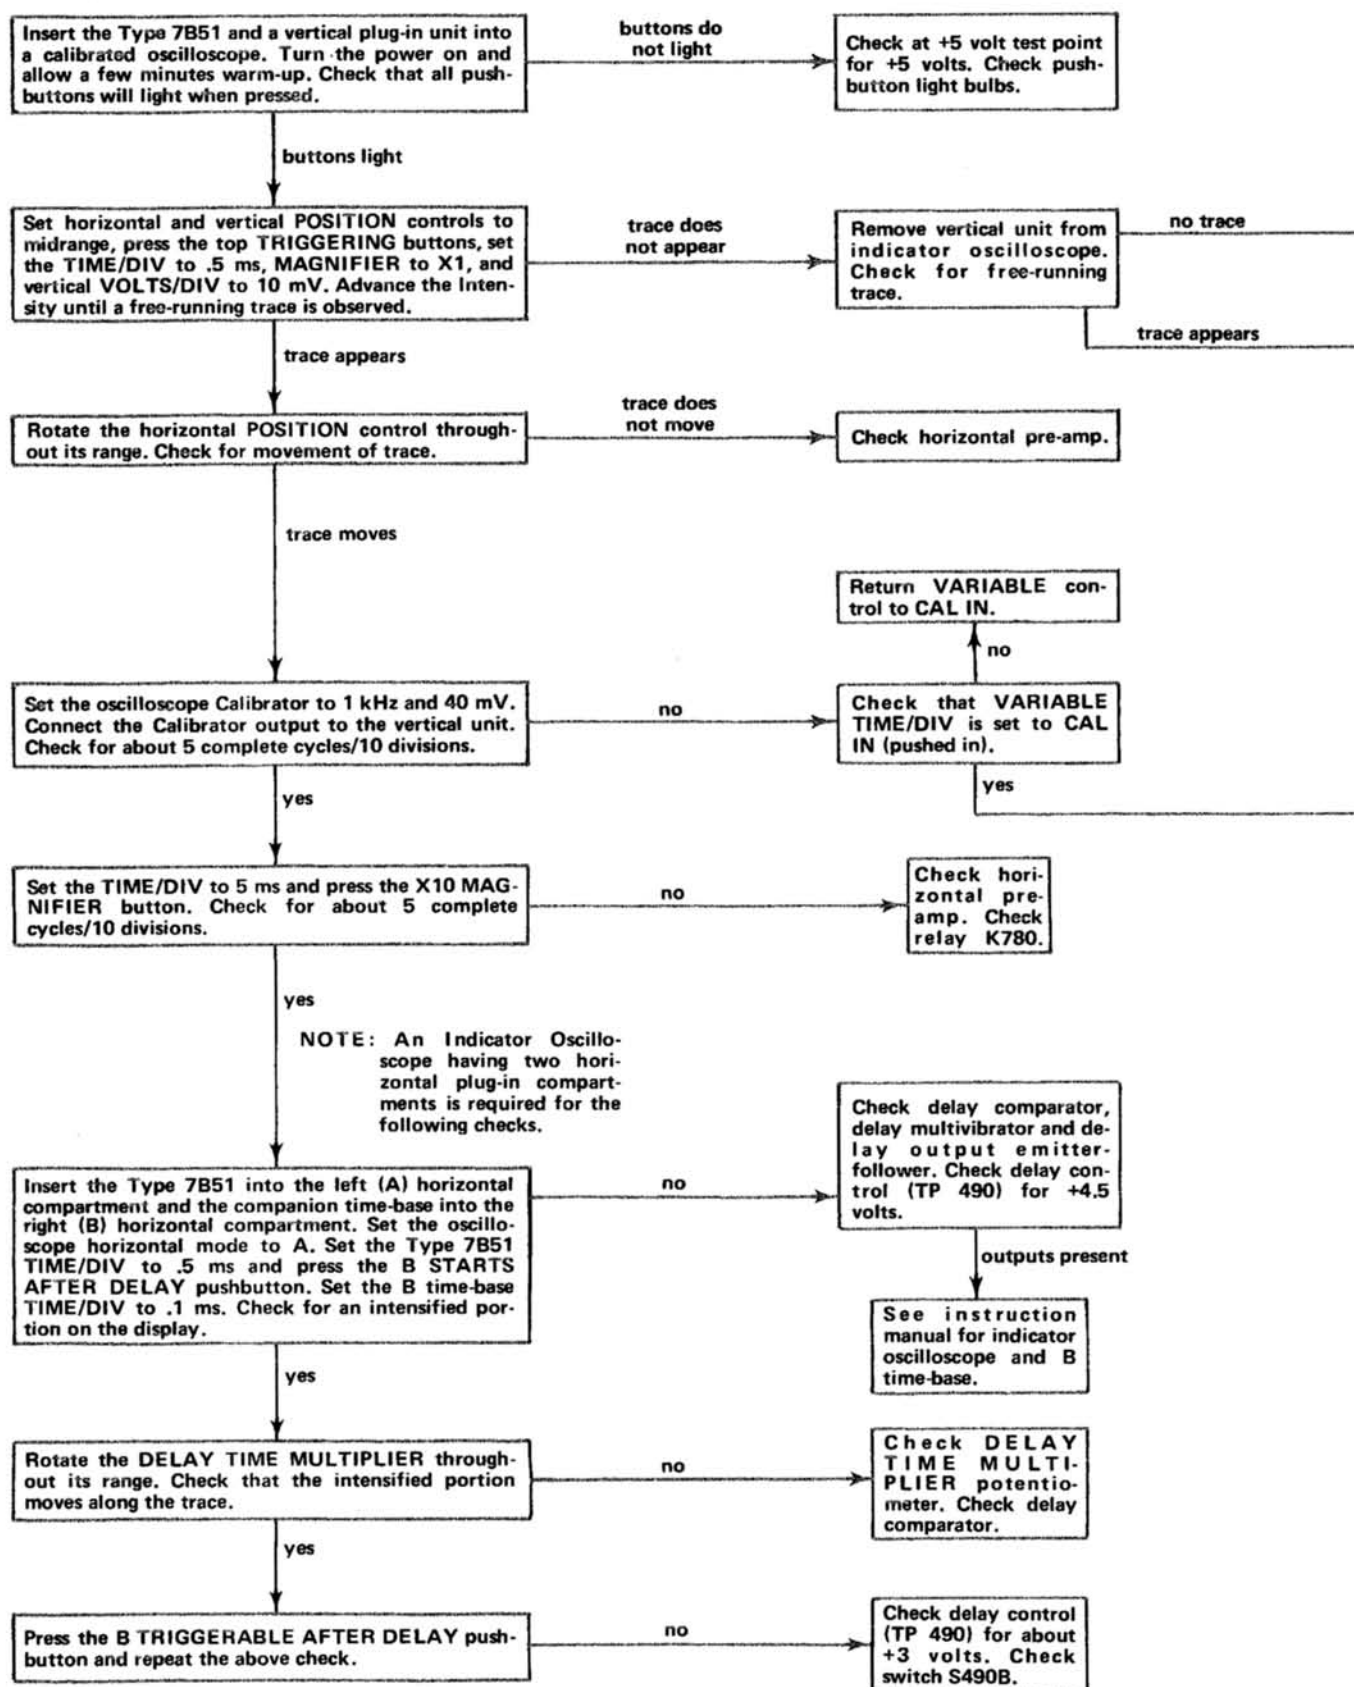 Insert the Type 7B51 and a vertical plug-in unit into
a calibrated oscilloscope. Turn the power on and
allow a few minutes warm-up. Check that all push-
buttons will light when pressed.
buttons do
not light
Check at +5 volt test point
for +5 volts. Check push-
button light bulbs.
buttons light
Set horizontal and vertical POSITION controls to
midrange, press the top TRIGGERING buttons, set
the TIME/DIV to .5 ms, MAGNIFIER to X1, and
vertical VOLTS/DIV to 10 mV. Advance the Inten-
sity until a free-running trace is observed.
trace does
not appear
Remove vertical unit from
indicator oscilloscope.
Check for free-running
trace.
no trace
trace appears
trace appears
Rotate the horizontal POSITION control through-
out its range. Check for movement of trace.
trace does
not move
Check horizontal pre-amp.
trace moves
Return VARIABLE con-
trol to CAL IN.
no
Set the oscilloscope Calibrator to 1 kHz and 40 mV.
Connect the Calibrator output to the vertical unit.
Check for about 5 complete cycles/10 divisions.
no
Check that VARIABLE
TIME/DIV is set to CAL
IN (pushed in).
yes
yes
Set the TIME/DIV to 5 ms and press the X10 MAG-
NIFIER button. Check for about 5 complete
cycles/10 divisions.
no
Check hori-
zontal pre-
amp. Check
relay K780.
yes
NOTE: An Indicator Oscillo-
scope having two hori-
zontal plug-in compart-
ments is required for the
following checks.
Insert the Type 7B51 into the left (A) horizontal
compartment and the companion time-base into the
right (B) horizontal compartment. Set the oscillo-
scope horizontal mode to A. Set the Type 7B51
TIME/DIV to .5 ms and press the B STARTS
AFTER DELAY pushbutton. Set the B time-base
TIME/DIV to .1 ms. Check for an intensified por-
tion on the display.
no
Check delay comparator,
delay multivibrator and de-
lay output emitter-
follower. Check delay con-
trol (TP 490) for +4.5
volts.
outputs present
See instruction
manual for indicator
oscilloscope and B
time-base.
yes
Rotate the DELAY TIME MULTIPLIER through-
out its range. Check that the intensified portion
moves along the trace.
no
Check DELAY
TIME MULTI-
PLIER potentio-
meter. Check delay
comparator.
yes
Press the B TRIGGERABLE AFTER DELAY push-
button and repeat the above check.
no
Check delay control
(TP 490) for about
+3 volts. Check
switch S490B.